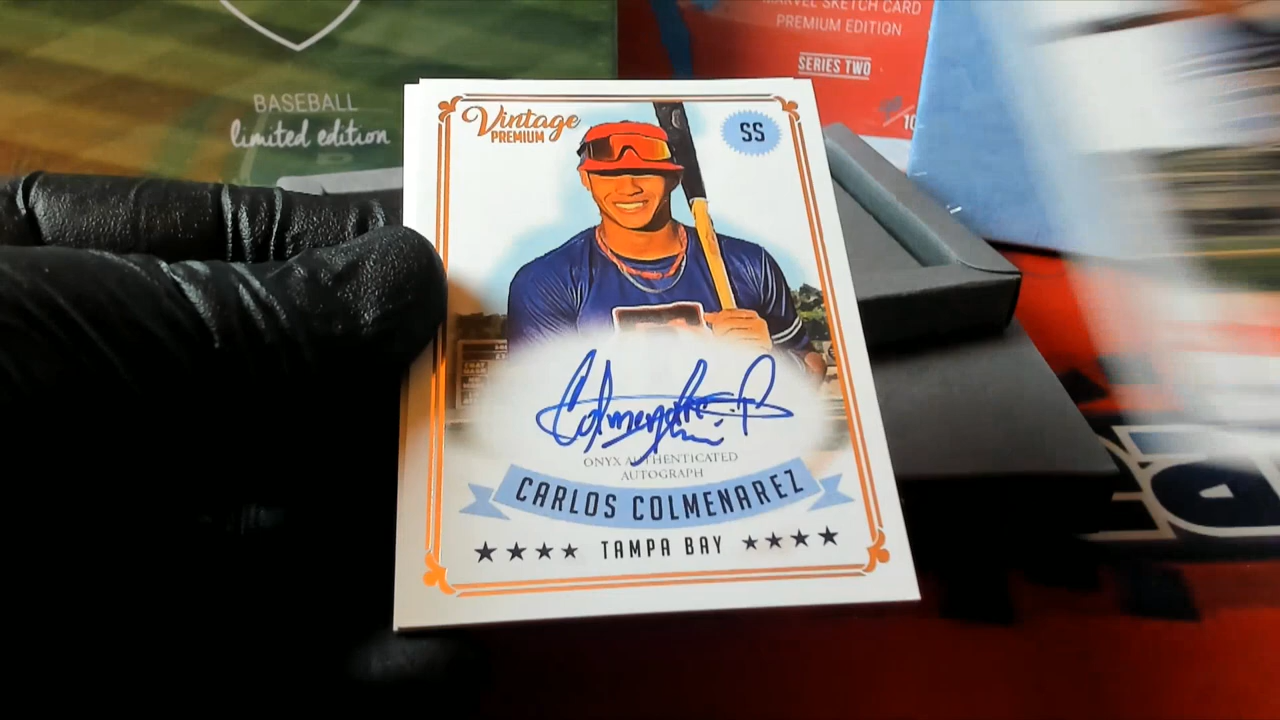 BASEBALL
limited edition
MARVEL SKETCH CARD
PREMIUM EDITION
SERIES TWO
Vintage
PREMIUM
SS
Colmenarez
ONYX AUTHENTICATED
AUTOGRAPH
CARLOS COLMENAREZ
TAMPA BAY